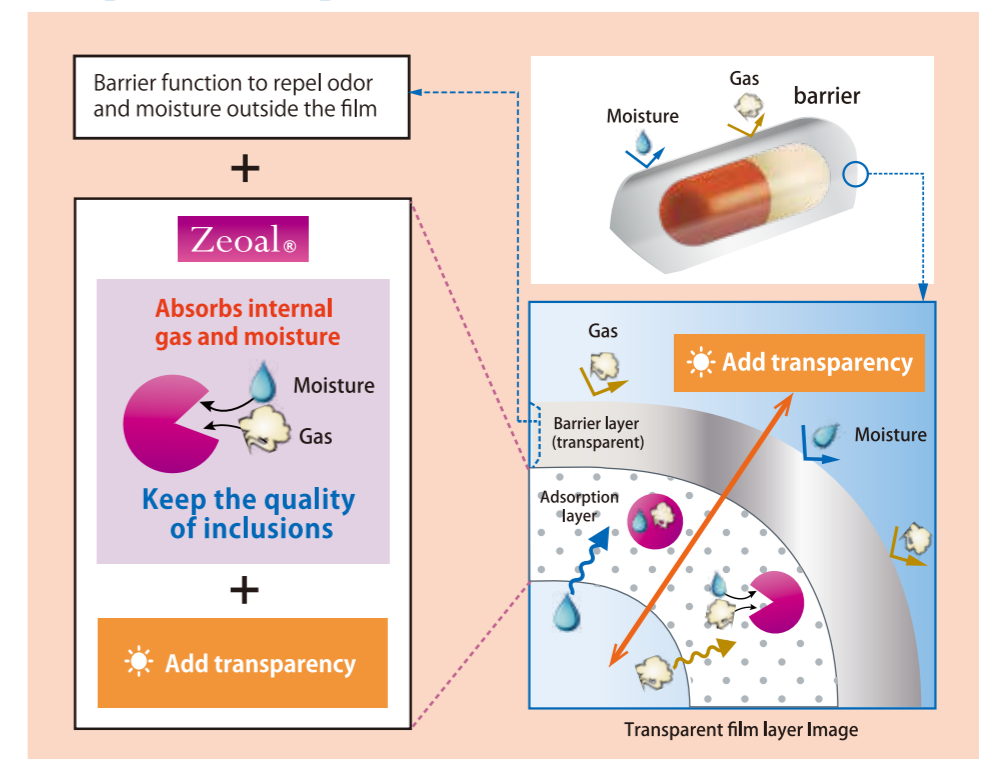 Barrier function to repel odor
and moisture outside the film
+
Zeoal®
Absorbs internal
gas and moisture
Moisture
Gas
Keep the quality
of inclusions
+
Add transparency
Gas
barrier
Moisture
Gas
Add transparency
Barrier layer
(transparent)
Moisture
Adsorption
layer
Transparent film layer Image